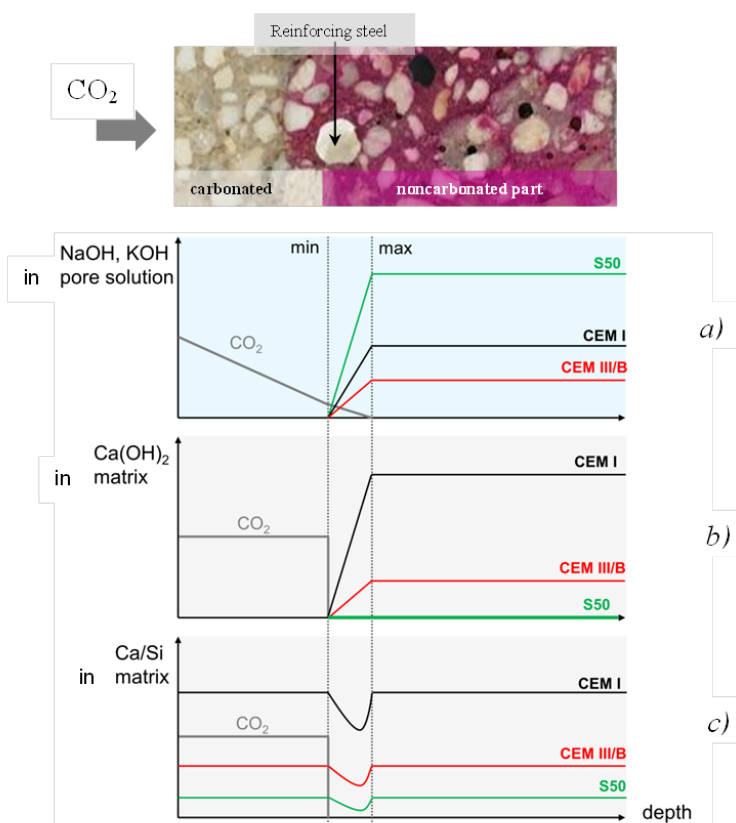 Reinforcing steel
CO₂
carbonated
noncarbonated part
in NaOH, KOH
pore solution
min
max
S50
CO₂
CEM I
CEM III/B
a)
in Ca(OH)₂
matrix
CEM I
CO₂
CEM III/B
S50
b)
Ca/Si
in matrix
CEM I
CO₂
CEM III/B
S50
c)
depth